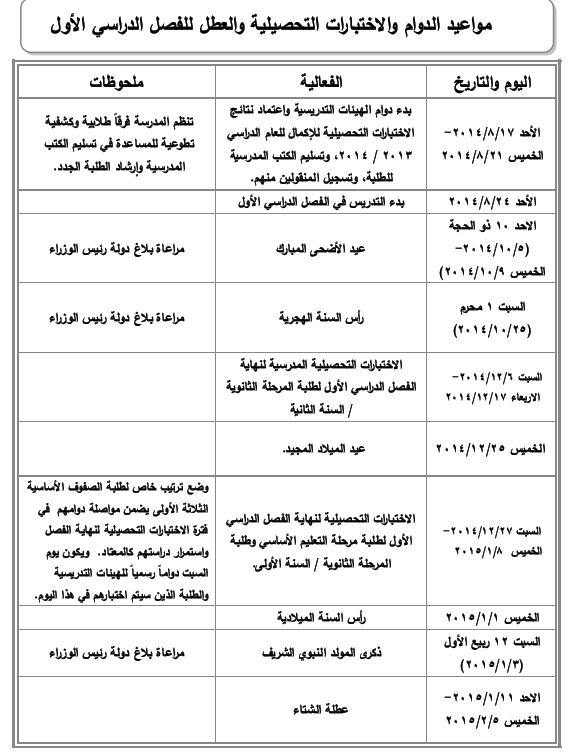 مواعيد الدوام والاختبارات التحصيلية والعطل للفصل الدراسي الأول
اليوم والتاريخ
الفعالية
ملحوظات
الأحد ٢٠١٤/٨/١٧–
الخميس ٢٠١٤/٨/٢١
بدء دوام الهيئات التدريسية واعتماد نتائج
الاختبارات التحصيلية للإكمال للعام الدراسي
٢٠١٣ / ٢٠١٤، وتسليم الكتب المدرسية
للطلبة، وتسجيل المنقولين منهم.
تنظم المدرسة فرقاً طلابية وكشفية
تطوعية للمساعدة في تسليم الكتب
المدرسية وإرشاد الطلبة الجدد.
الأحد ٢٠١٤/٨/٢٤
بدء التدريس في الفصل الدراسي الأول
الاحد ١٠ ذو الحجة
(٢٠١٤/١٠/٥–
الخميس ٢٠١٤/١٠/٩)
عيد الأضحى المبارك
مراعاة بلاغ دولة رئيس الوزراء
السبت ١ محرم
(٢٠١٤/١٠/٢٥)
رأس السنة الهجرية
مراعاة بلاغ دولة رئيس الوزراء
السبت ٢٠١٤/١٢/٦–
الاربعاء ٢٠١٤/١٢/١٧
الاختبارات التحصيلية المدرسية لنهاية
الفصل الدراسي الأول لطلبة المرحلة الثانوية
/ السنة الثانية
الخميس ٢٠١٤/١٢/٢٥
عيد الميلاد المجيد.
السبت ٢٠١٤/١٢/٢٧–
الخميس ٢٠١٥/١/٨
الاختبارات التحصيلية لنهاية الفصل الدراسي
الأول لطلبة مرحلة التعليم الأساسي وطلبة
المرحلة الثانوية / السنة الأولى.
وضع ترتيب خاص لطلبة الصفوف الأساسية
الثلاثة الأولى يضمن مواصلة دوامهم في
فترة الاختبارات التحصيلية لنهاية الفصل
واستمرار دراستهم كالمعتاد. ويكون يوم
السبت دواماً رسمياً للهيئات التدريسية
والطلبة الذين سيتم اختبارهم في هذا اليوم.
الخميس ٢٠١٥/١/١
رأس السنة الميلادية
السبت ١٢ ربيع الأول
(٢٠١٥/١/٣)
ذكرى المولد النبوي الشريف
مراعاة بلاغ دولة رئيس الوزراء
الاحد ٢٠١٥/١/١١–
الخميس ٢٠١٥/٢/٥
عطلة الشتاء